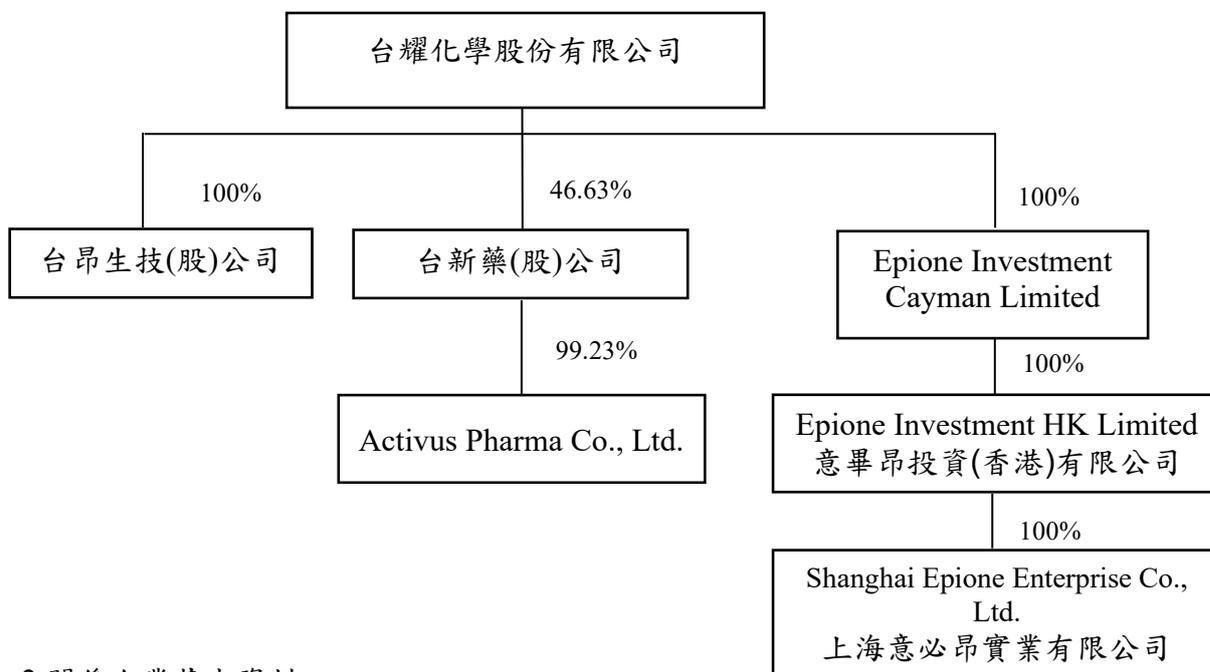 台耀化學股份有限公司
100%
46.63%
100%
台昂生技(股)公司
台新藥(股)公司
Epione Investment
Cayman Limited
99.23%
100%
Activus Pharma Co., Ltd.
Epione Investment HK Limited
意畢昂投資(香港)有限公司
100%
Shanghai Epione Enterprise Co.,
Ltd.
上海意必昂實業有限公司